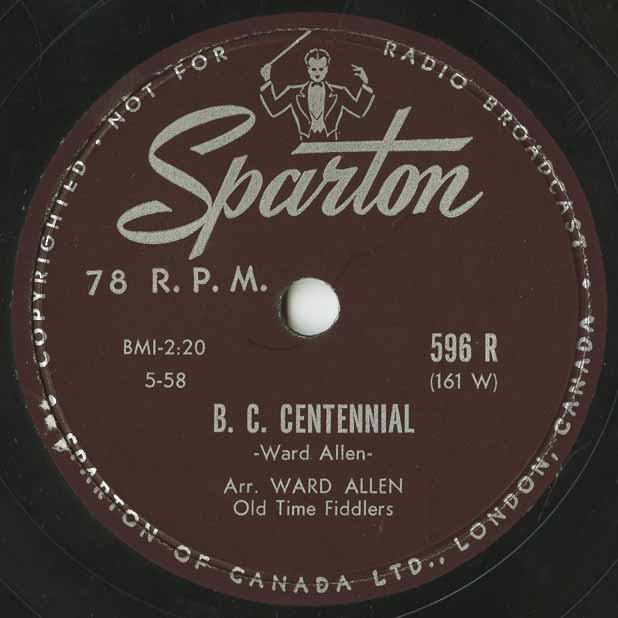 COPYRIGHTED • NOT FOR RADIO BROADCAST
Sparton
78 R. P. M.
BMI-2:20
5-58
596 R
(161 W)
B. C. CENTENNIAL
-Ward Allen-
Arr. WARD ALLEN
Old Time Fiddlers
SPARTON OF CANADA LTD., LONDON, CANADA •